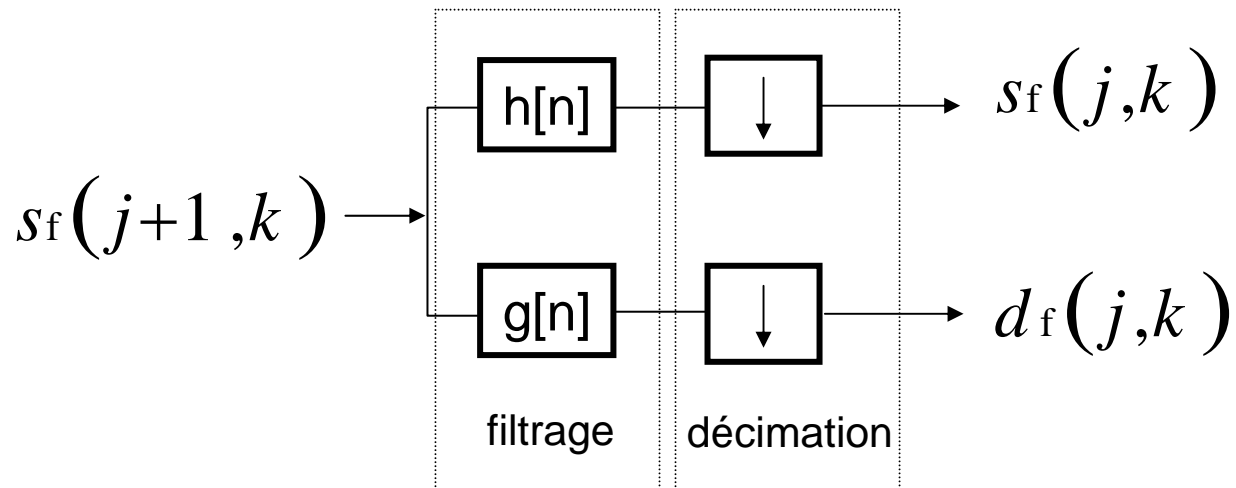 h[n]
sf(j,k)
sf(j+1,k)
g[n]
df(j,k)
filtrage
décimation